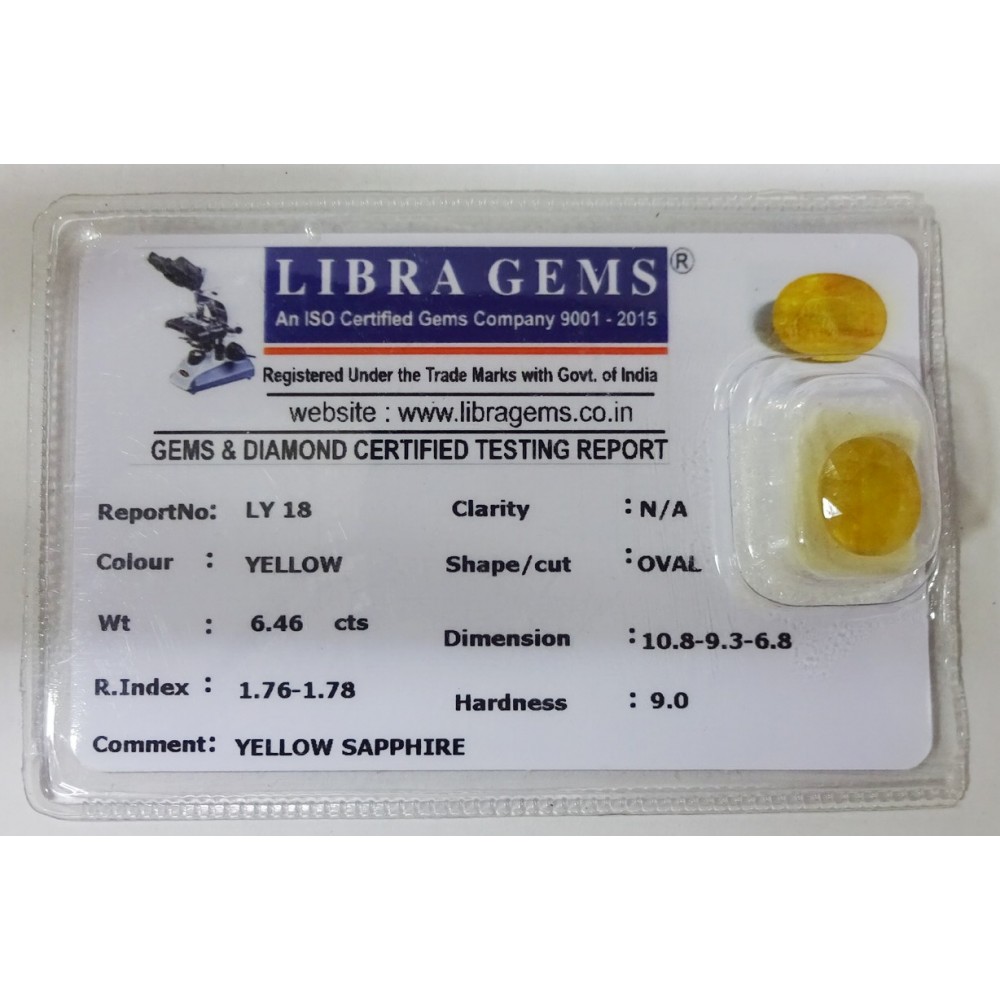 LIBRA GEMS ®
An ISO Certified Gems Company 9001 - 2015
Registered Under the Trade Marks with Govt. of India
website : www.libragems.co.in
GEMS & DIAMOND CERTIFIED TESTING REPORT
ReportNo: LY 18 Clarity : N/A
Colour : YELLOW Shape/cut : OVAL
Wt : 6.46 cts Dimension : 10.8-9.3-6.8
R.Index : 1.76-1.78 Hardness : 9.0
Comment: YELLOW SAPPHIRE